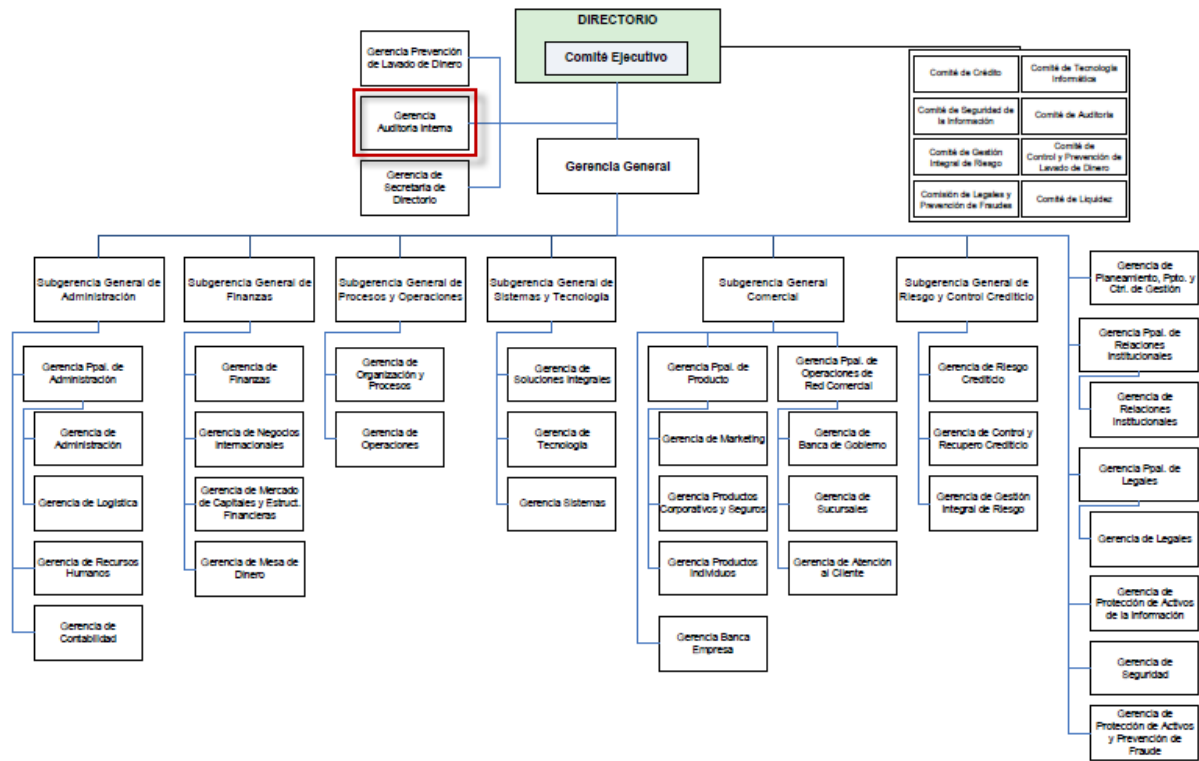 DIRECTORIO
Comité Ejecutivo
Gerencia Prevención
de Lavado de Dinero
Gerencia
Auditoría Interna
Gerencia de
Secretaría de
Directorio
Gerencia General
Comité de Crédito
Comité de Tecnología
Informática
Comité de Seguridad de
la Información
Comité de Auditoría
Comité de Gestión
Integral de Riesgo
Comité de
Control y Prevención de
Lavado de Dinero
Comisión de Legales y
Prevención de Fraudes
Comité de Liquidez
Subgerencia General de
Administración
Subgerencia General de
Finanzas
Subgerencia General de
Procesos y Operaciones
Subgerencia General de
Sistemas y Tecnología
Subgerencia General
Comercial
Subgerencia General de
Riesgo y Control Crediticio
Gerencia Ppal. de
Administración
Gerencia de
Administración
Gerencia de Logística
Gerencia de Recursos
Humanos
Gerencia de
Contabilidad
Gerencia de
Finanzas
Gerencia de Negocios
Internacionales
Gerencia de Mercado
de Capitales y Estruct.
Financieras
Gerencia de Mesa de
Dinero
Gerencia de
Organización y
Procesos
Gerencia de
Operaciones
Gerencia de
Soluciones Integrales
Gerencia de
Tecnología
Gerencia Sistemas
Gerencia Ppal. de
Producto
Gerencia de Marketing
Gerencia Productos
Corporativos y Seguros
Gerencia Productos
Individuos
Gerencia Banca
Empresa
Gerencia Ppal. de
Operaciones de
Red Comercial
Gerencia de
Banca de Gobierno
Gerencia de
Sucursales
Gerencia de Atención
al Cliente
Gerencia de Riesgo
Crediticio
Gerencia de Control y
Recupero Crediticio
Gerencia de Gestión
Integral de Riesgo
Gerencia de
Planeamiento, Ppto. y
Ctrl. de Gestión
Gerencia Ppal. de
Relaciones
Institucionales
Gerencia de
Relaciones
Institucionales
Gerencia Ppal. de
Legales
Gerencia de Legales
Gerencia de
Protección de Activos
de la Información
Gerencia de
Seguridad
Gerencia de
Protección de Activos
y Prevención de
Fraude